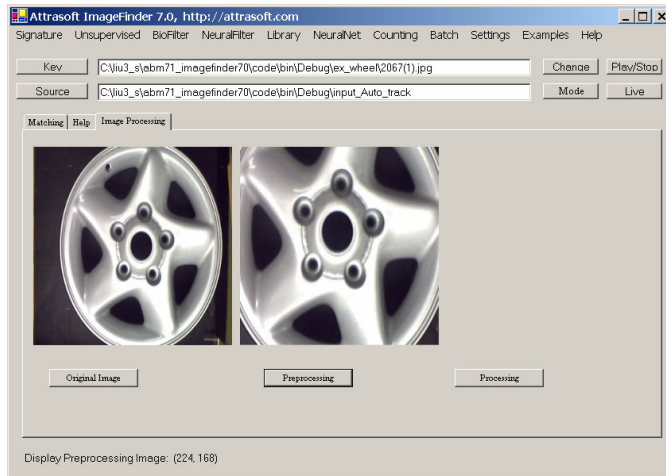 Attrasoft ImageFinder 7.0, http://attrasoft.com
Signature Unsupervised BioFilter NeuralFilter Library NeuralNet Counting Batch Settings Examples Help
Key C:\liu3_s\abm71_imagefinder70\code\bin\Debug\ex_wheel\2067(1).jpg Change Play/Stop
Source C:\liu3_s\abm71_imagefinder70\code\bin\Debug\input_Auto_track Mode Live
Matching Help Image Processing
Original Image Preprocessing Processing
Display Preprocessing Image: (224, 168)